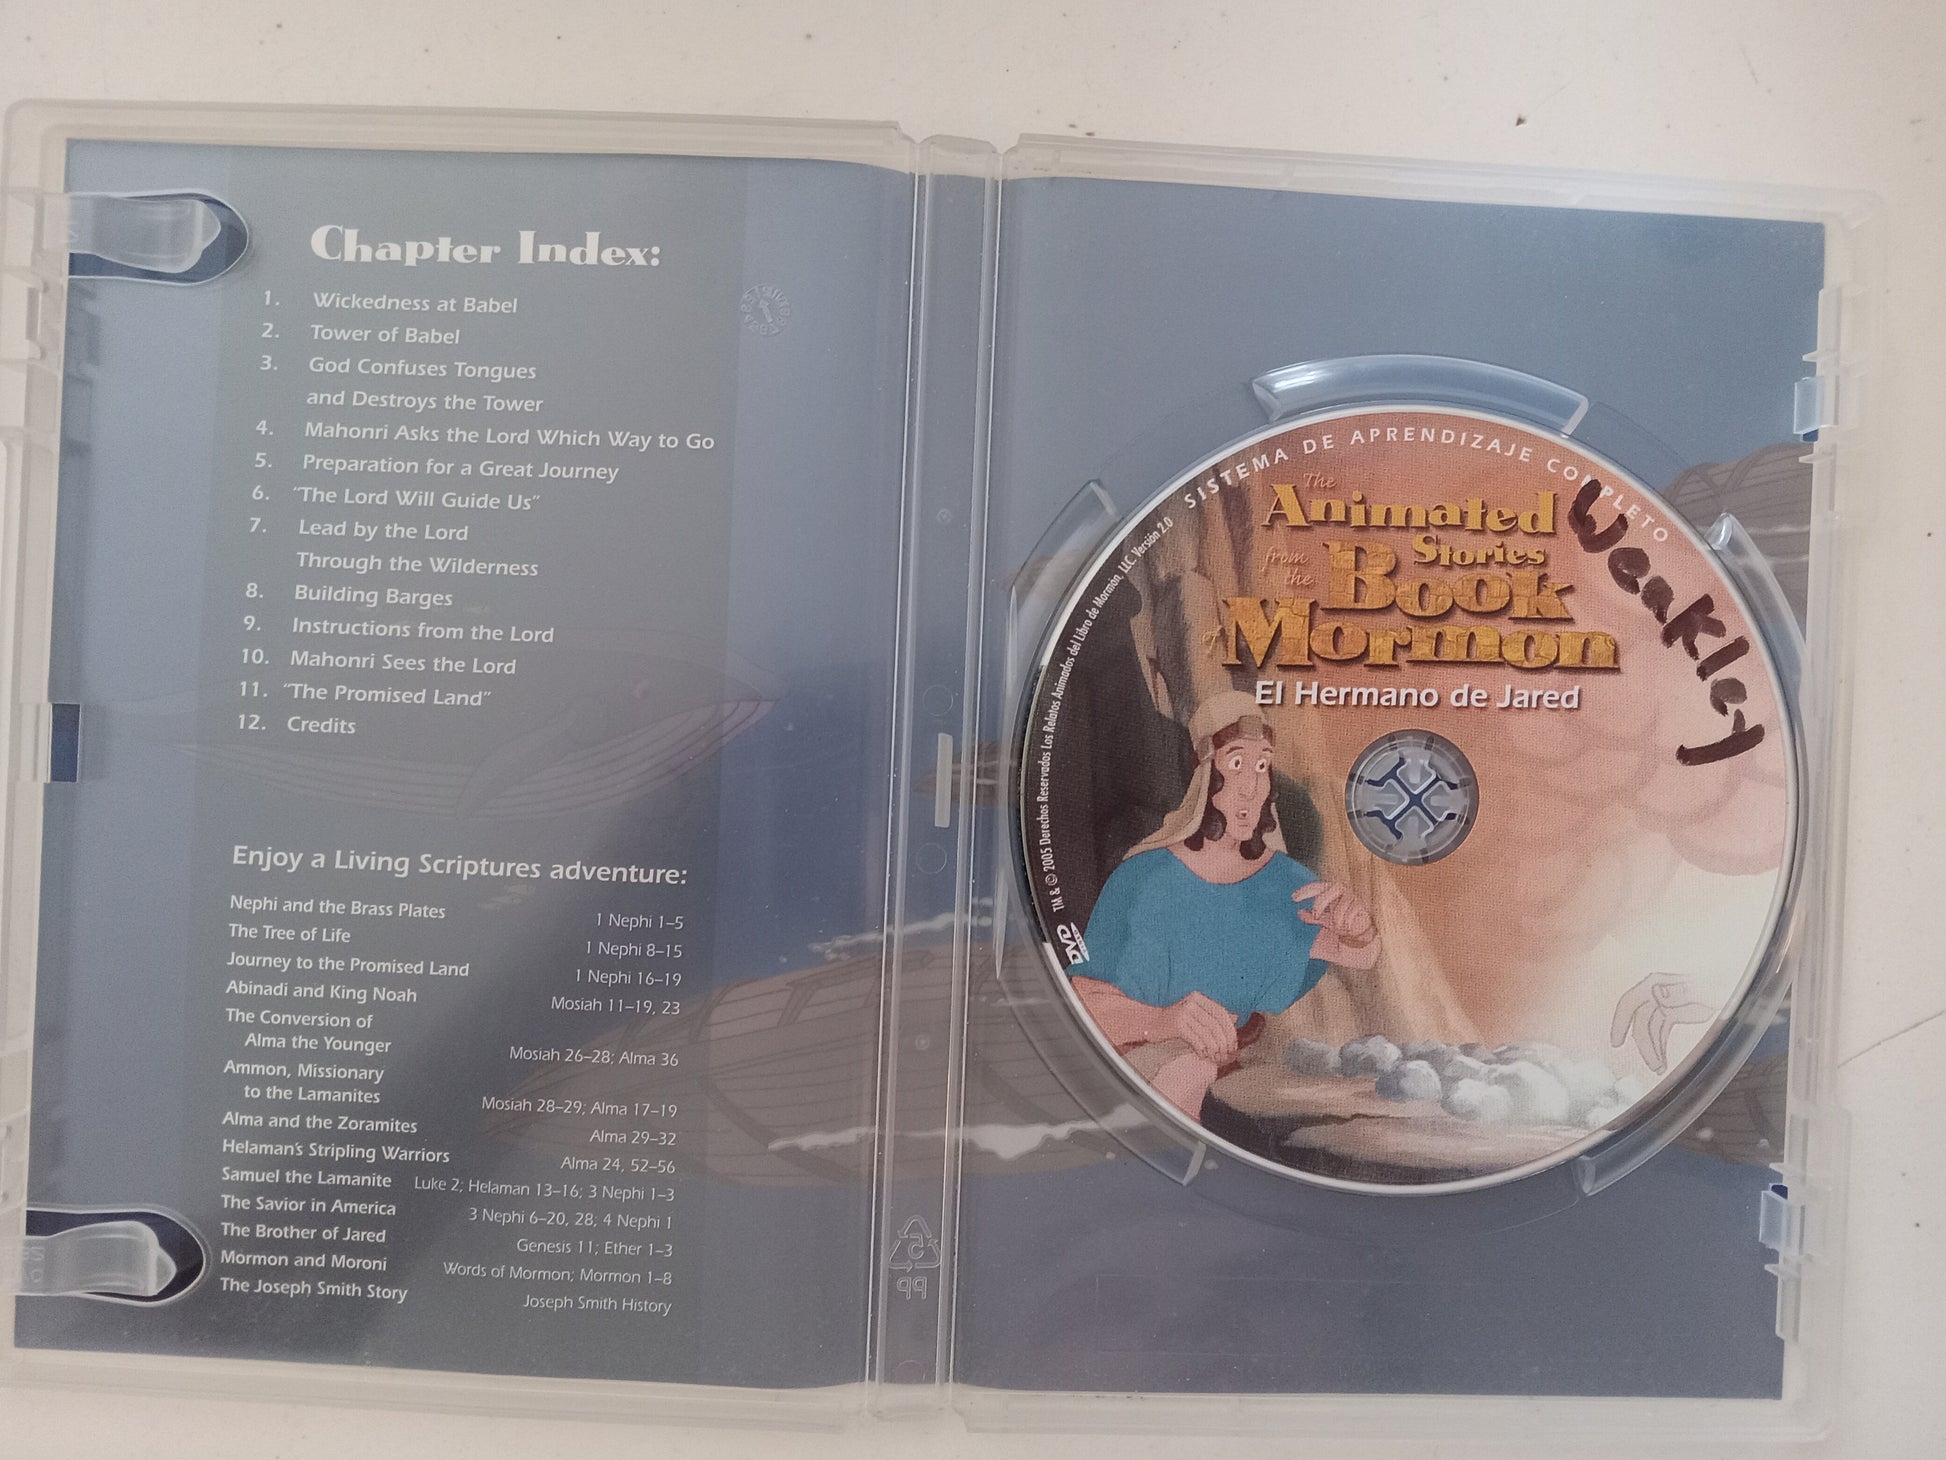 Chapter Index:
1. Wickedness at Babel
2. Tower of Babel
3. God Confuses Tongues
and Destroys the Tower
4. Mahonri Asks the Lord Which Way to Go
5. Preparation for a Great Journey
6. "The Lord Will Guide Us"
7. Lead by the Lord
Through the Wilderness
8. Building Barges
9. Instructions from the Lord
10. Mahonri Sees the Lord
11. "The Promised Land"
12. Credits
Enjoy a Living Scriptures adventure:
Nephi and the Brass Plates 1 Nephi 1–5
The Tree of Life 1 Nephi 8–15
Journey to the Promised Land 1 Nephi 16–19
Abinadi and King Noah Mosiah 11–19, 23
The Conversion of
Alma the Younger Mosiah 26–28; Alma 36
Ammon, Missionary
to the Lamanites Mosiah 28–29; Alma 17–19
Alma and the Zoramites Alma 29–32
Helaman's Stripling Warriors Alma 24, 52–56
Samuel the Lamanite Luke 2; Helaman 13–16; 3 Nephi 1–3
The Savior in America 3 Nephi 6–20, 28; 4 Nephi 1
The Brother of Jared Genesis 11; Ether 1–3
Mormon and Moroni Words of Mormon; Mormon 1–8
The Joseph Smith Story Joseph Smith History
5
PP
SISTEMA DE APRENDIZAJE COMPLETO
The
Animated
Stories
from the
Book
of Mormon
El Hermano de Jared
Weakley
TM & © 2005 Derechos Reservados Los Relatos Animados del Libro de Mormón, LLC. Versión 2.0
DVD